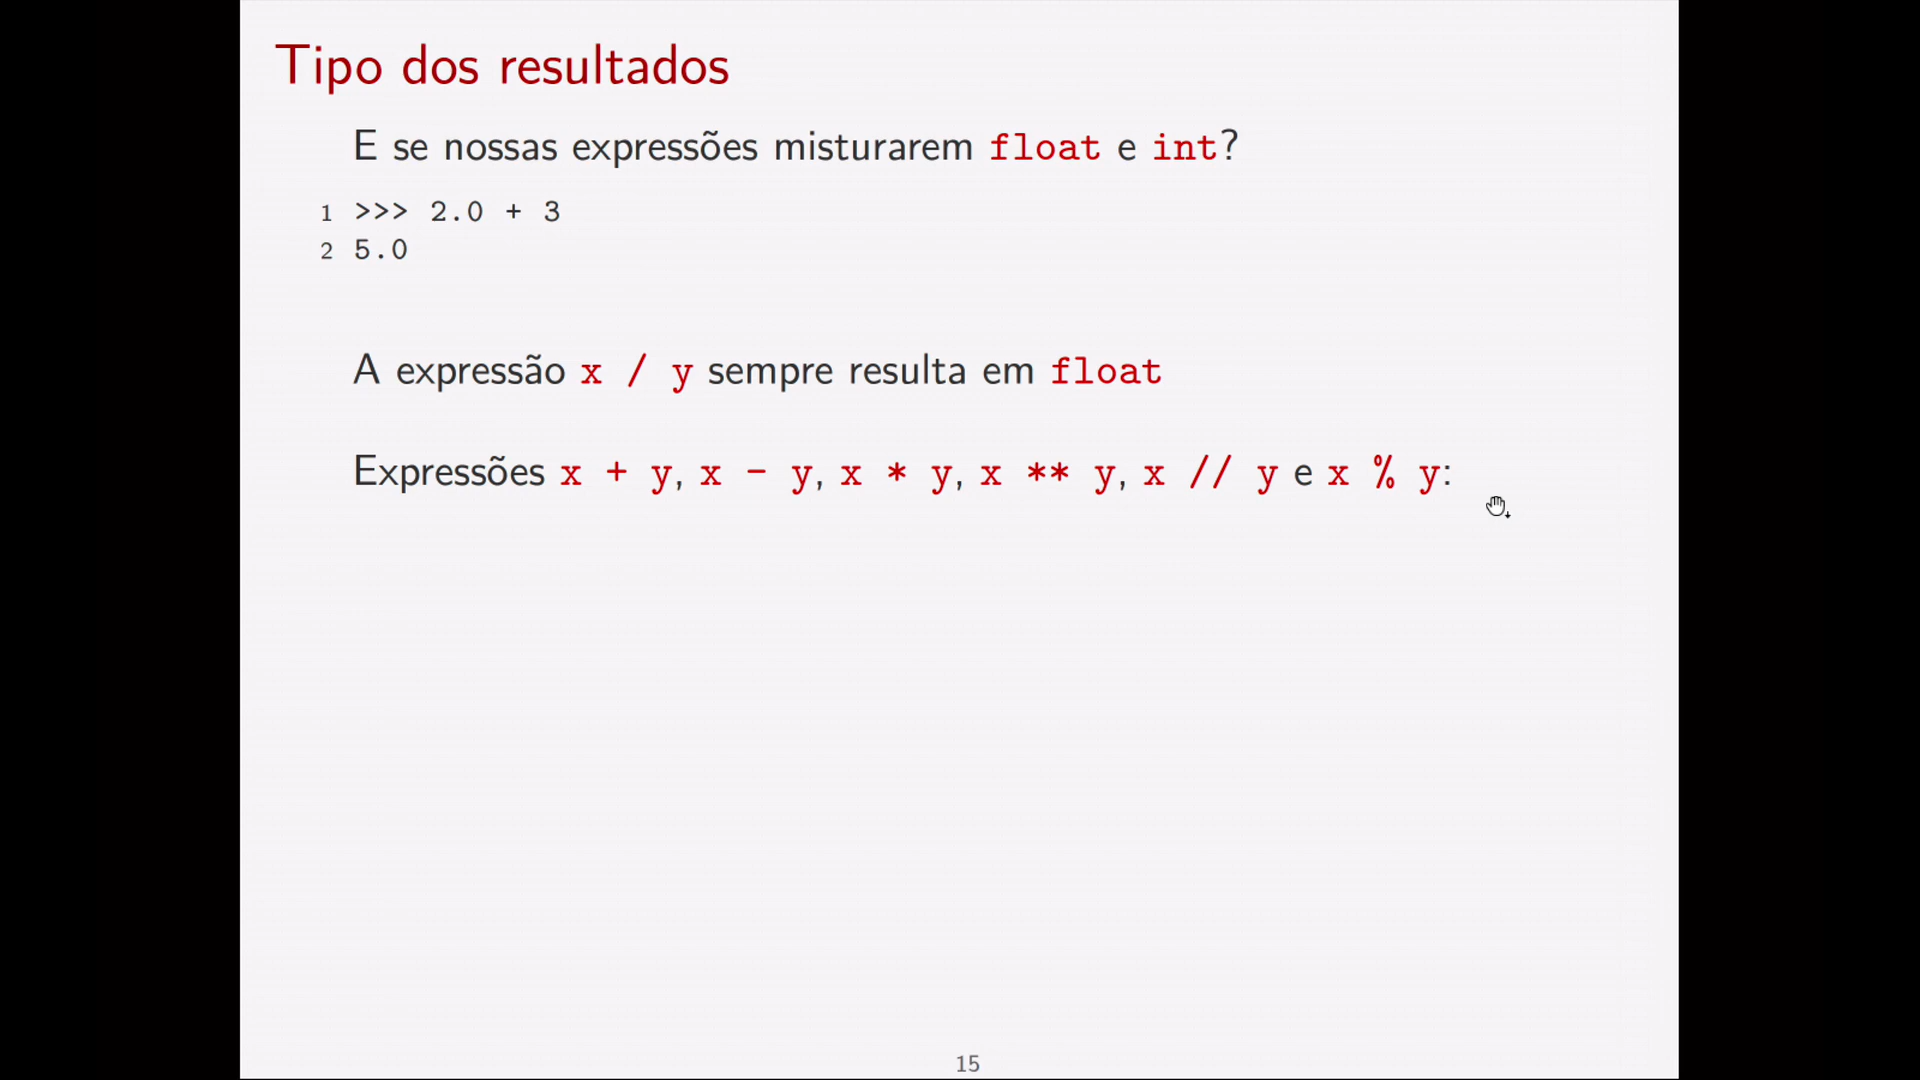 Tipo dos resultados
E se nossas expressões misturarem float e int?
1 >>> 2.0 + 3
2 5.0
A expressão x / y sempre resulta em float
Expressões x + y, x - y, x * y, x ** y, x // y e x % y:
15